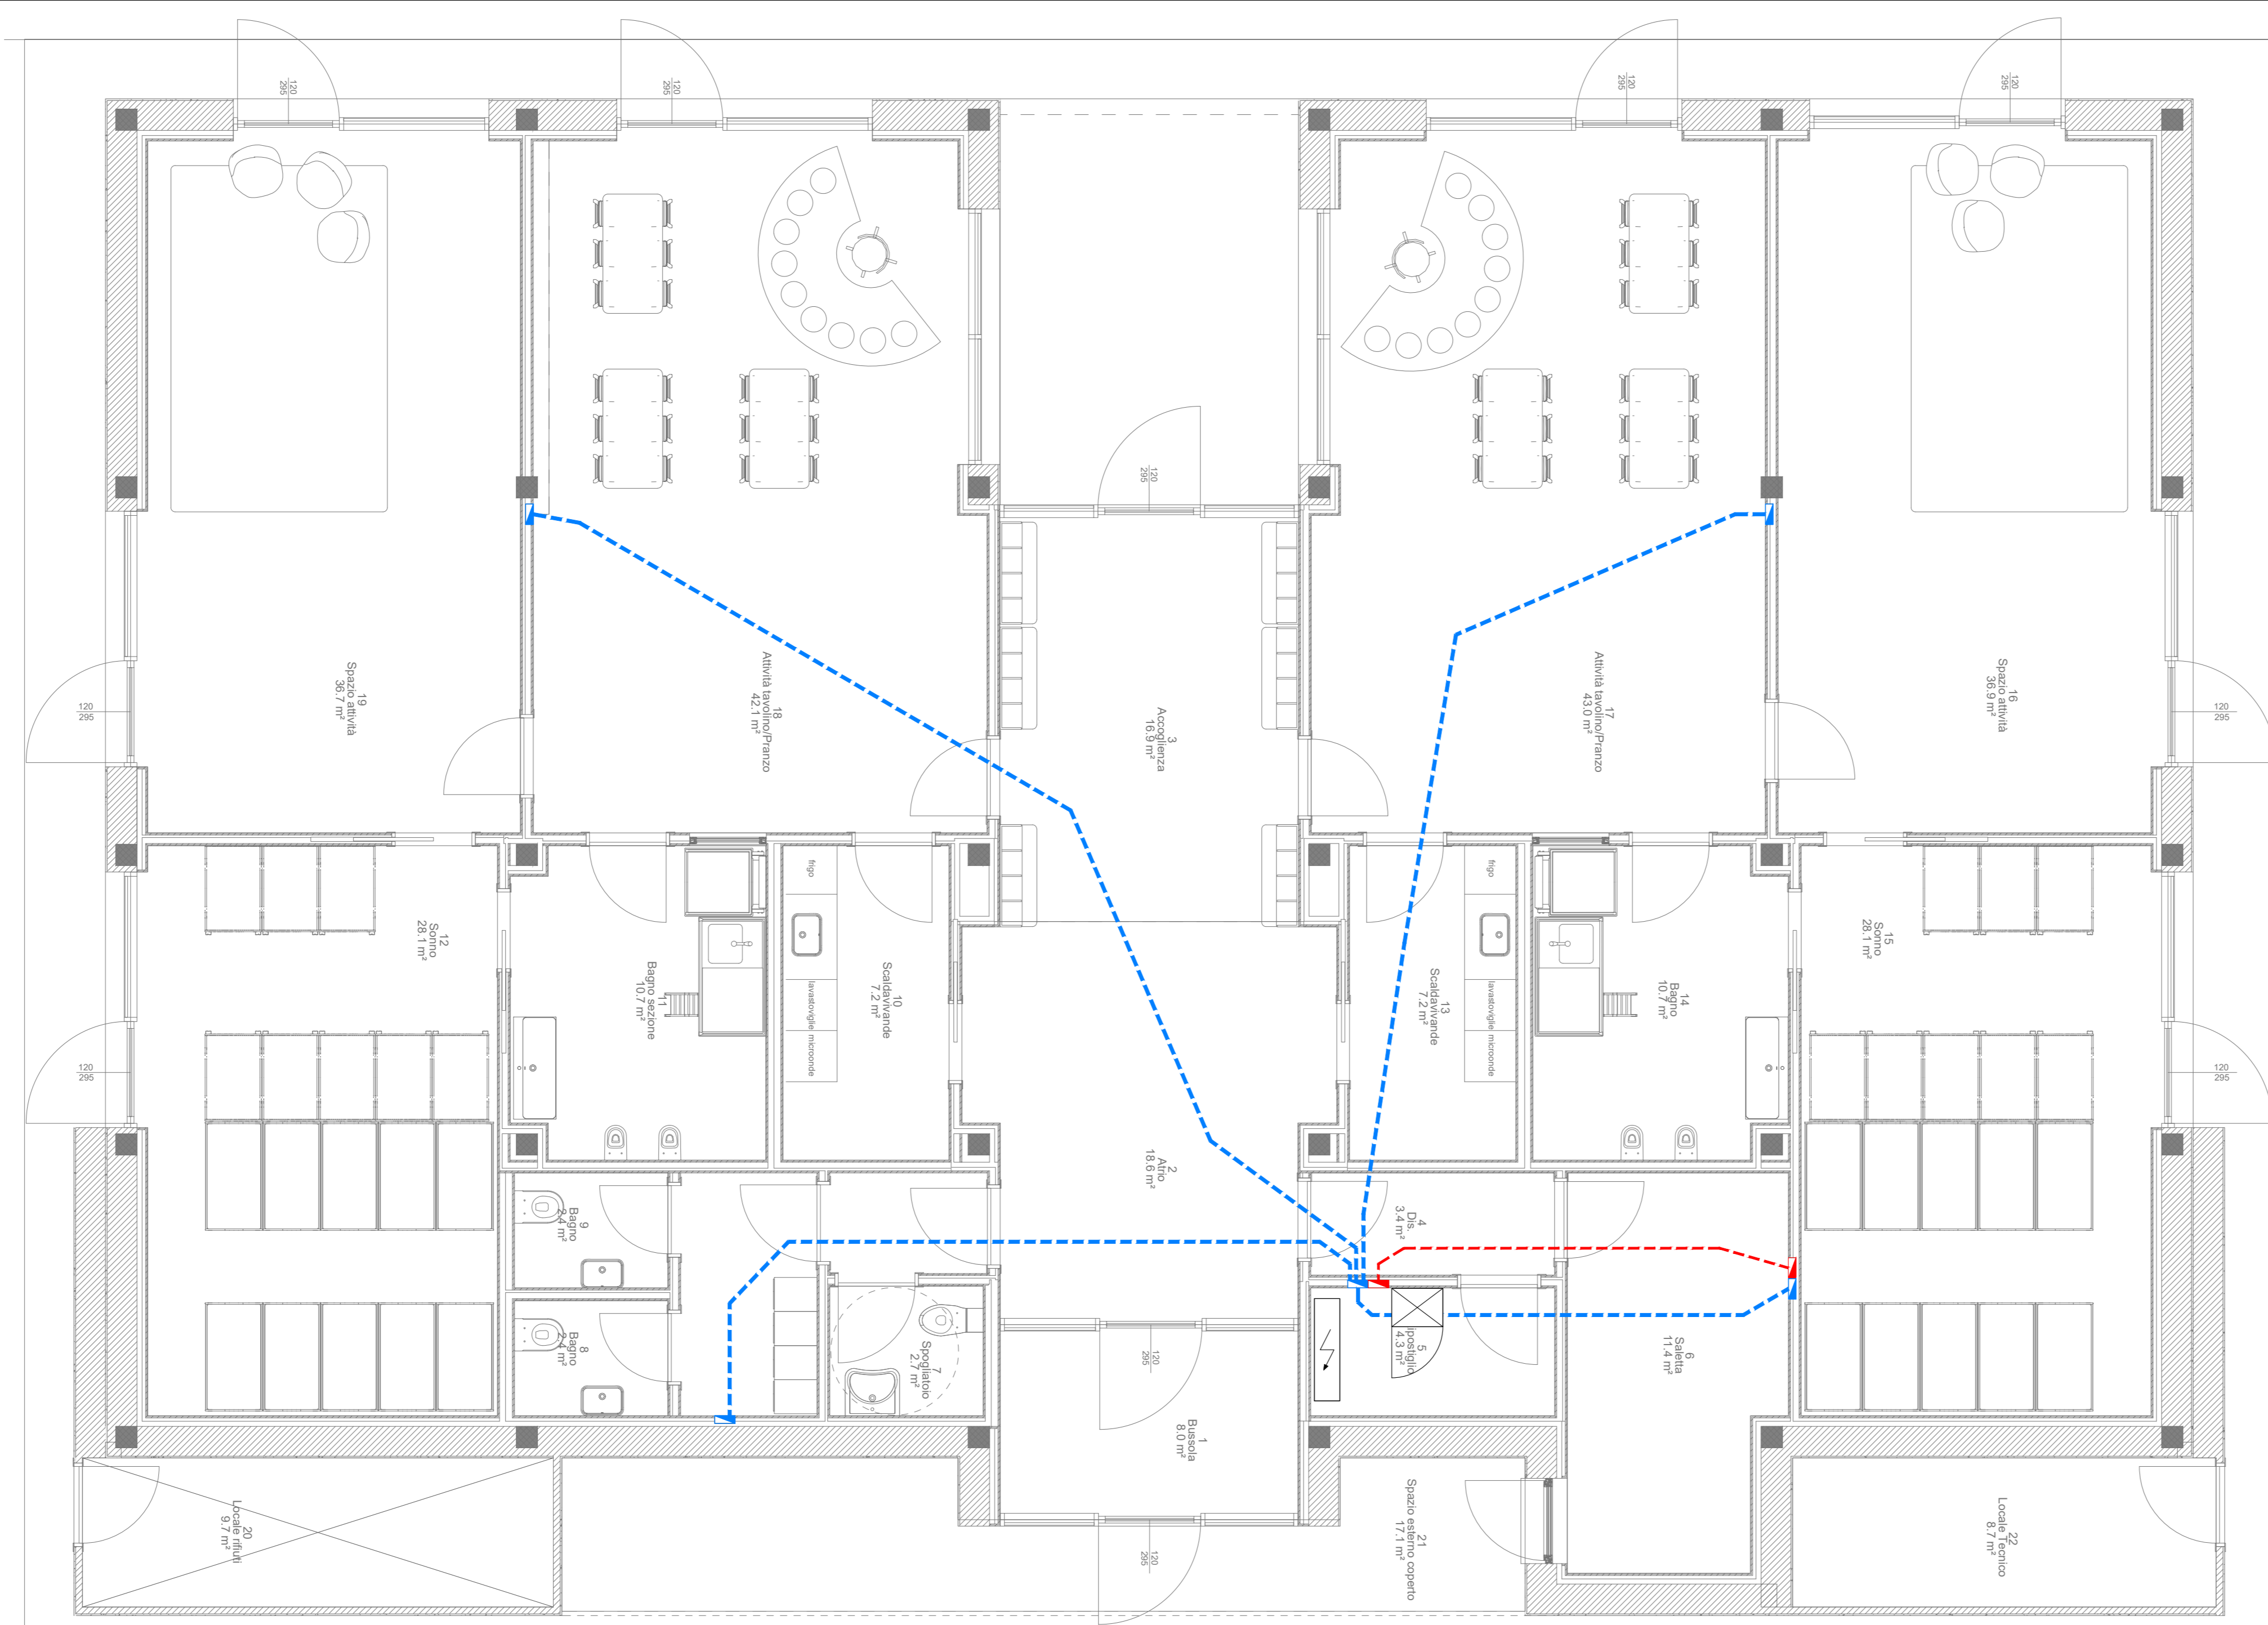 120
295
120
295
120
295
120
295
120
295
19
Spazio attività
36.7 m²
18
Attività tavolino/Pranzo
42.1 m²
3
Accoglienza
16.9 m²
17
Attività tavolino/Pranzo
43.0 m²
16
Spazio attività
36.9 m²
120
295
120
295
frigo
frigo
12
Sonno
28.1 m²
11
Bagno sezione
10.7 m²
10
Scaldavivande
7.2 m²
lavastoviglie microonde
13
Scaldavivande
7.2 m²
lavastoviglie microonde
14
Bagno
10.7 m²
15
Sonno
28.1 m²
120
295
120
295
2
Atrio
18.6 m²
4
Dis.
3.4 m²
9
Bagno
2.4 m²
8
Bagno
2.4 m²
7
Spogliatoio
2.7 m²
120
295
5
ipostiglio
4.3 m²
6
Saletta
11.4 m²
1
Bussola
8.0 m²
20
Locale rifiuti
9.7 m²
120
295
21
Spazio esterno coperto
17.1 m²
22
Locale Tecnico
8.7 m²